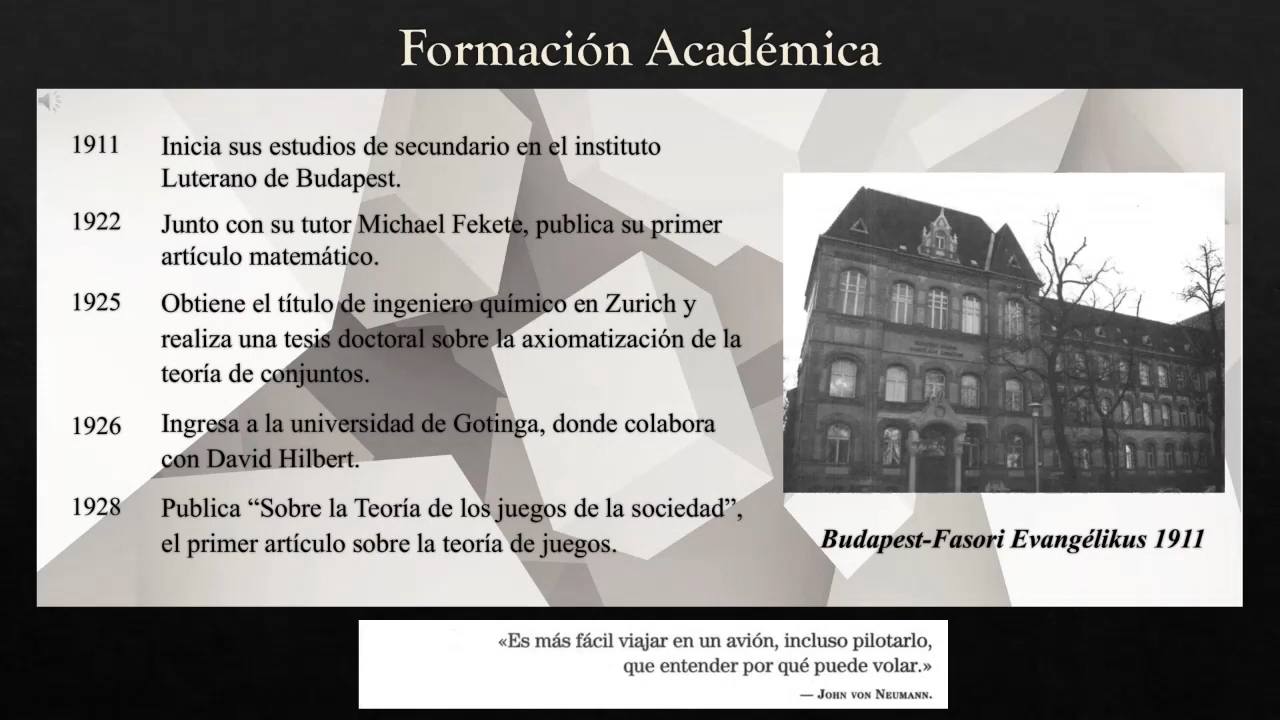 Formación Académica
1911 Inicia sus estudios de secundario en el instituto
Luterano de Budapest.
1922 Junto con su tutor Michael Fekete, publica su primer
artículo matemático.
1925 Obtiene el título de ingeniero químico en Zurich y
realiza una tesis doctoral sobre la axiomatización de la
teoría de conjuntos.
1926 Ingresa a la universidad de Gotinga, donde colabora
con David Hilbert.
1928 Publica “Sobre la Teoría de los juegos de la sociedad”,
el primer artículo sobre la teoría de juegos.
Budapest-Fasori Evangélikus 1911
«Es más fácil viajar en un avión, incluso pilotarlo,
que entender por qué puede volar.»
— John von Neumann.